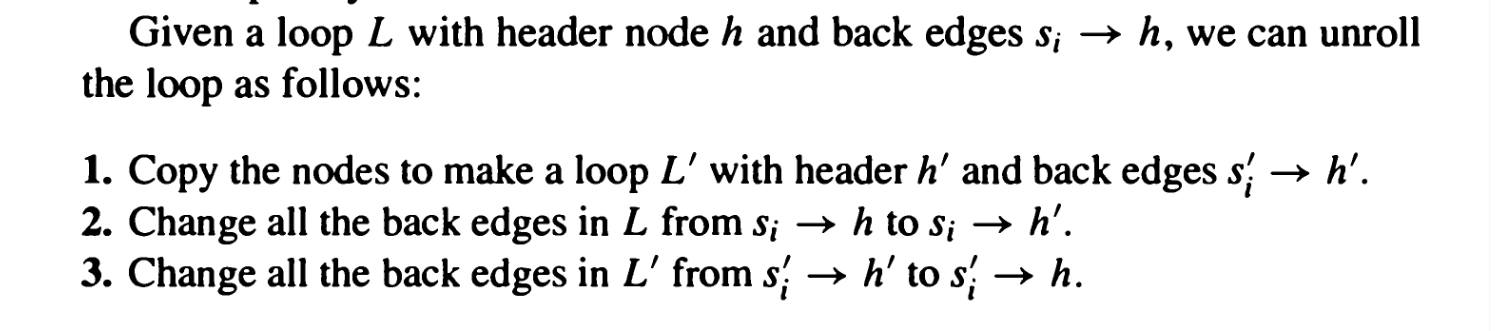 Given a loop L with header node h and back edges sᵢ → h, we can unroll
the loop as follows:
1. Copy the nodes to make a loop L′ with header h′ and back edges s′ᵢ → h′.
2. Change all the back edges in L from sᵢ → h to sᵢ → h′.
3. Change all the back edges in L′ from s′ᵢ → h′ to s′ᵢ → h.